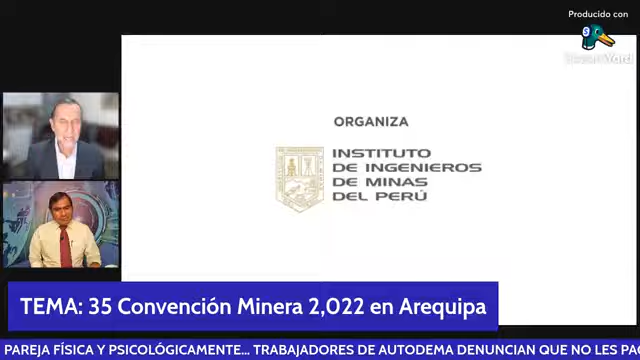 Producido con
StreamYard
ORGANIZA
INSTITUTO
DE INGENIEROS
DE MINAS
DEL PERÚ
TEMA: 35 Convención Minera 2,022 en Arequipa
PAREJA FÍSICA Y PSICOLÓGICAMENTE... TRABAJADORES DE AUTODEMA DENUNCIAN QUE NO LES PA